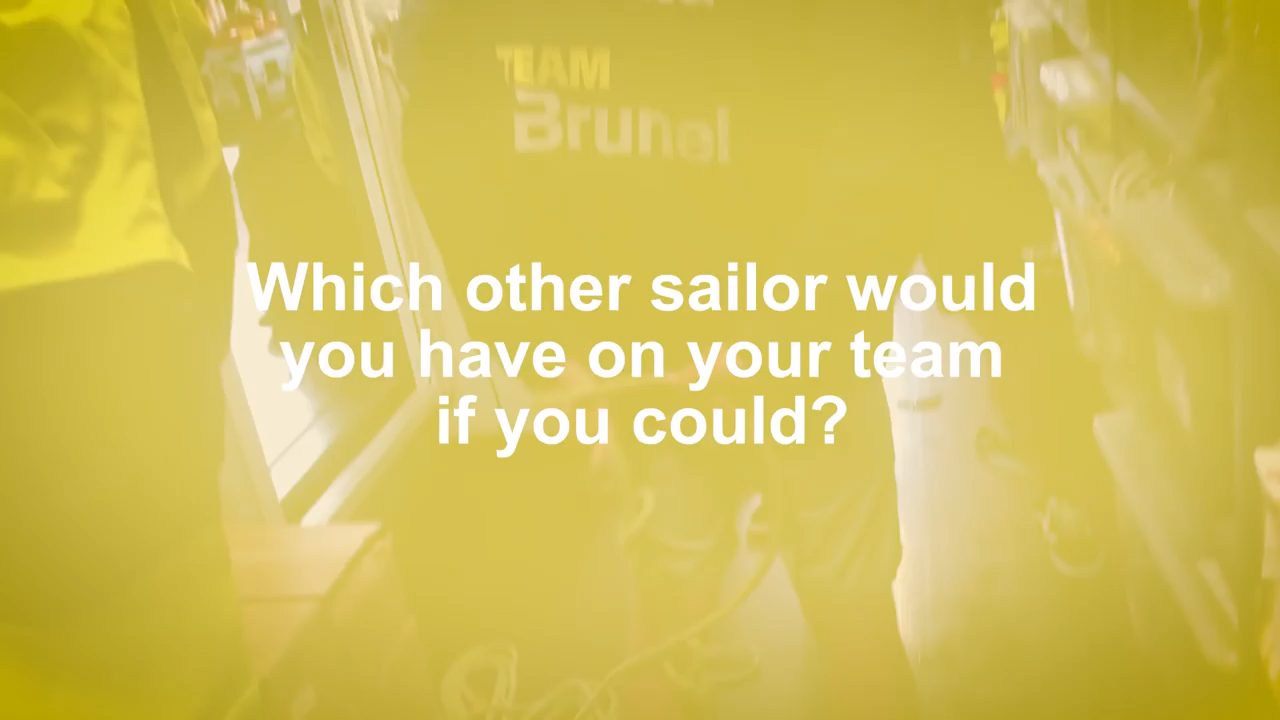 TEAM
Brunel
Which other sailor would
you have on your team
if you could?